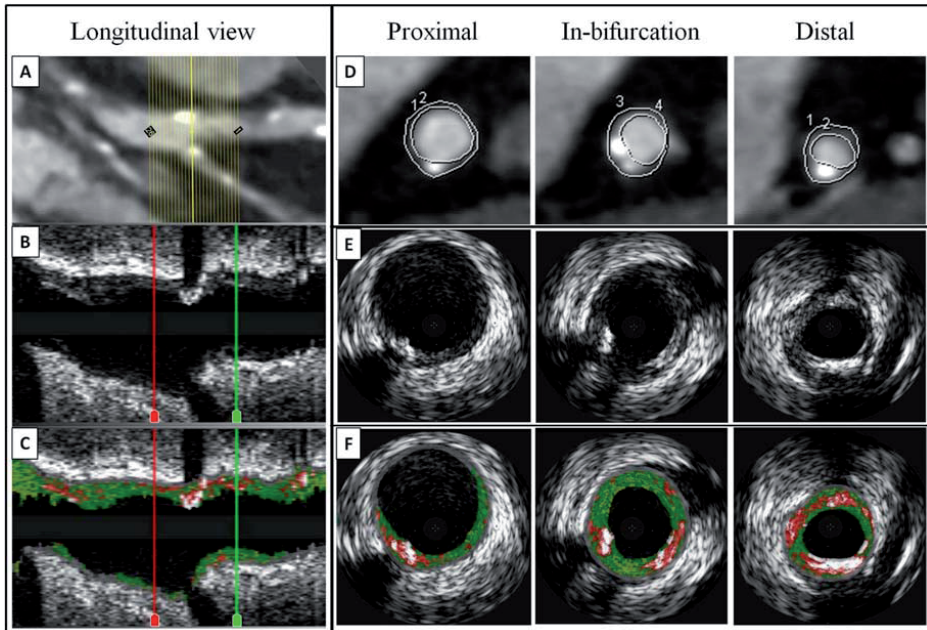 Longitudinal view
Proximal
In-bifurcation
Distal
A
D
1 2
3 4
1 2
B
E
C
F